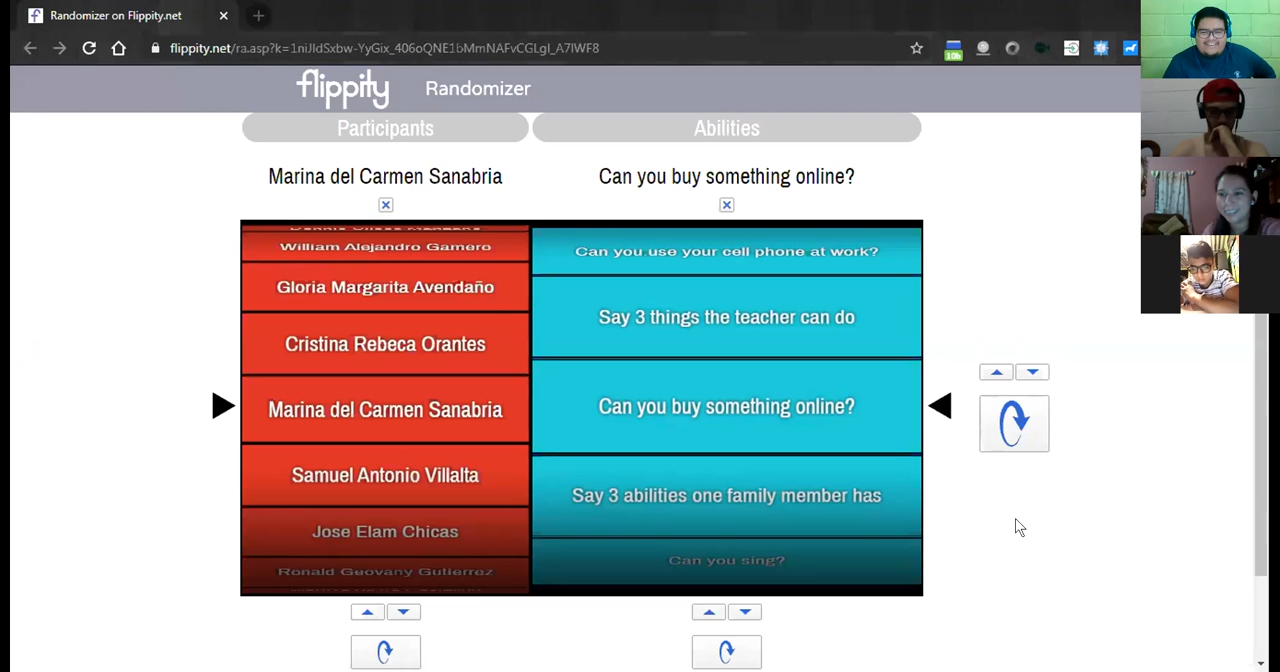 Randomizer on Flippity.net
flippity.net/ra.asp?k=1niJIdSxbw-YyGix_406oQNE1bMmNAFvCGLgI_A7IWF8
10h
flippity Randomizer
Participants Abilities
Marina del Carmen Sanabria Can you buy something online?
William Alejandro Gamero
Can you use your cell phone at work?
Gloria Margarita Avendaño
Say 3 things the teacher can do
Cristina Rebeca Orantes
Marina del Carmen Sanabria
Can you buy something online?
Samuel Antonio Villalta
Say 3 abilities one family member has
Jose Elam Chicas
Can you sing?
Ronald Geovany Gutierrez